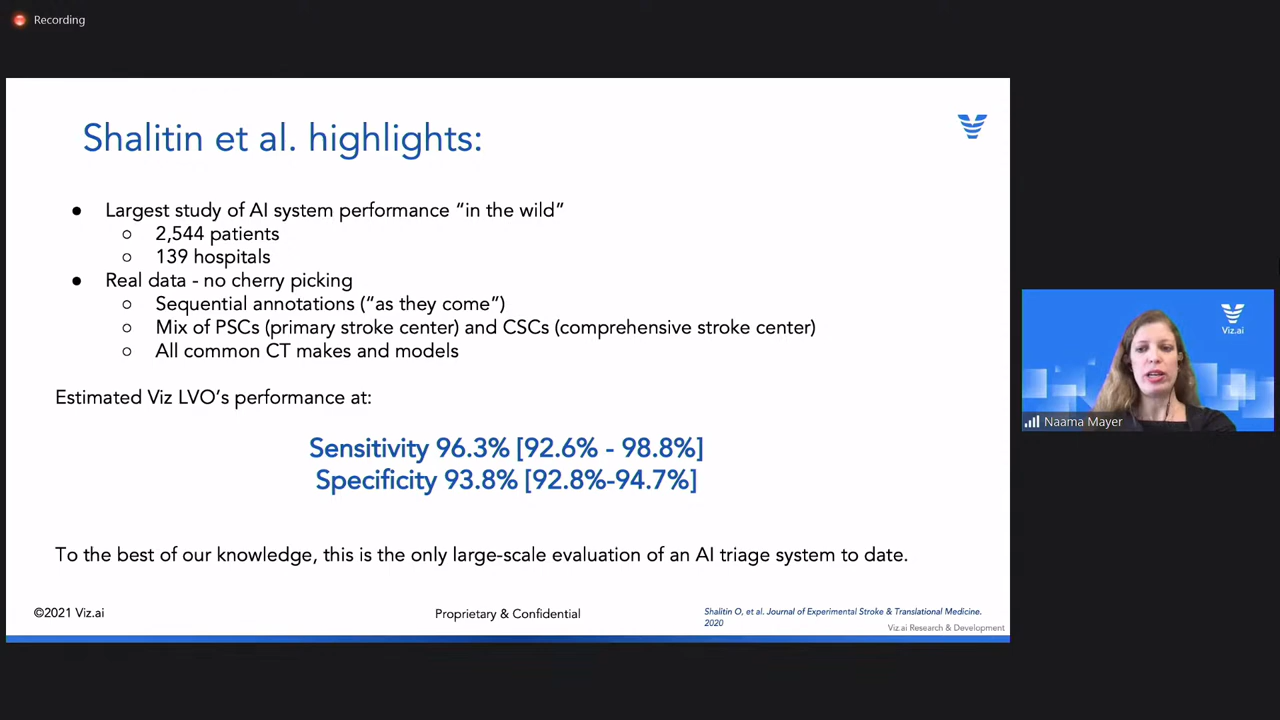 Recording
Shalitin et al. highlights:
● Largest study of AI system performance “in the wild”
○ 2,544 patients
○ 139 hospitals
● Real data - no cherry picking
○ Sequential annotations (“as they come”)
○ Mix of PSCs (primary stroke center) and CSCs (comprehensive stroke center)
○ All common CT makes and models
Estimated Viz LVO’s performance at:
Sensitivity 96.3% [92.6% - 98.8%]
Specificity 93.8% [92.8%-94.7%]
To the best of our knowledge, this is the only large-scale evaluation of an AI triage system to date.
©2021 Viz.ai
Proprietary & Confidential
Shalitin O, et al. Journal of Experimental Stroke & Translational Medicine.
2020
Viz.ai Research & Development
Viz.ai
Naama Mayer